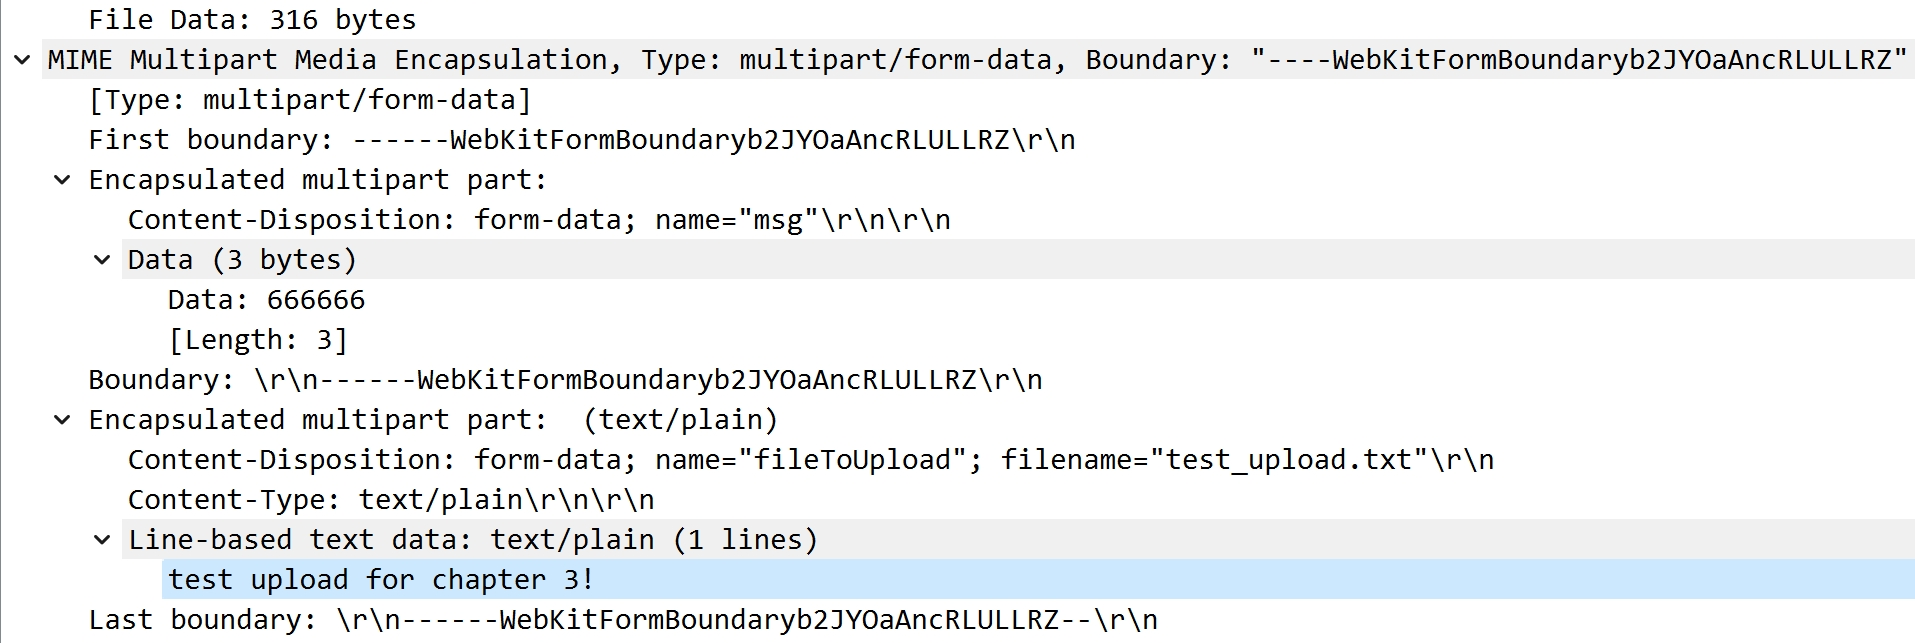 File Data: 316 bytes
MIME Multipart Media Encapsulation, Type: multipart/form-data, Boundary: "----WebKitFormBoundaryb2JYOaAncRLULLRZ"
[Type: multipart/form-data]
First boundary: ------WebKitFormBoundaryb2JYOaAncRLULLRZ\r\n
Encapsulated multipart part:
Content-Disposition: form-data; name="msg"\r\n\r\n
Data (3 bytes)
Data: 666666
[Length: 3]
Boundary: \r\n------WebKitFormBoundaryb2JYOaAncRLULLRZ\r\n
Encapsulated multipart part:  (text/plain)
Content-Disposition: form-data; name="fileToUpload"; filename="test_upload.txt"\r\n
Content-Type: text/plain\r\n\r\n
Line-based text data: text/plain (1 lines)
test upload for chapter 3!
Last boundary: \r\n------WebKitFormBoundaryb2JYOaAncRLULLRZ--\r\n